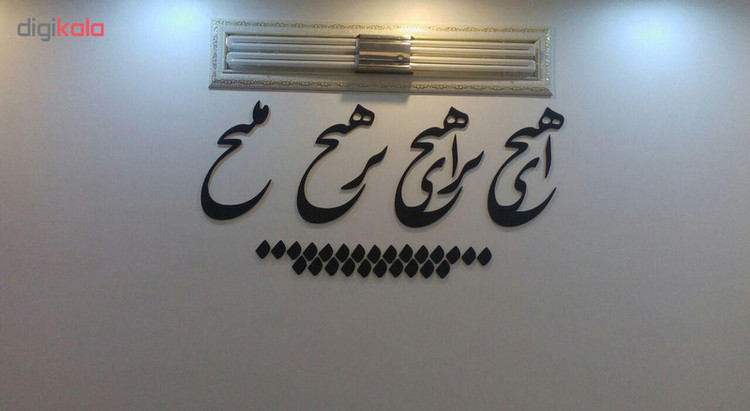 digikala
ای هیچ برای هیچ بر هیچ مپیچ